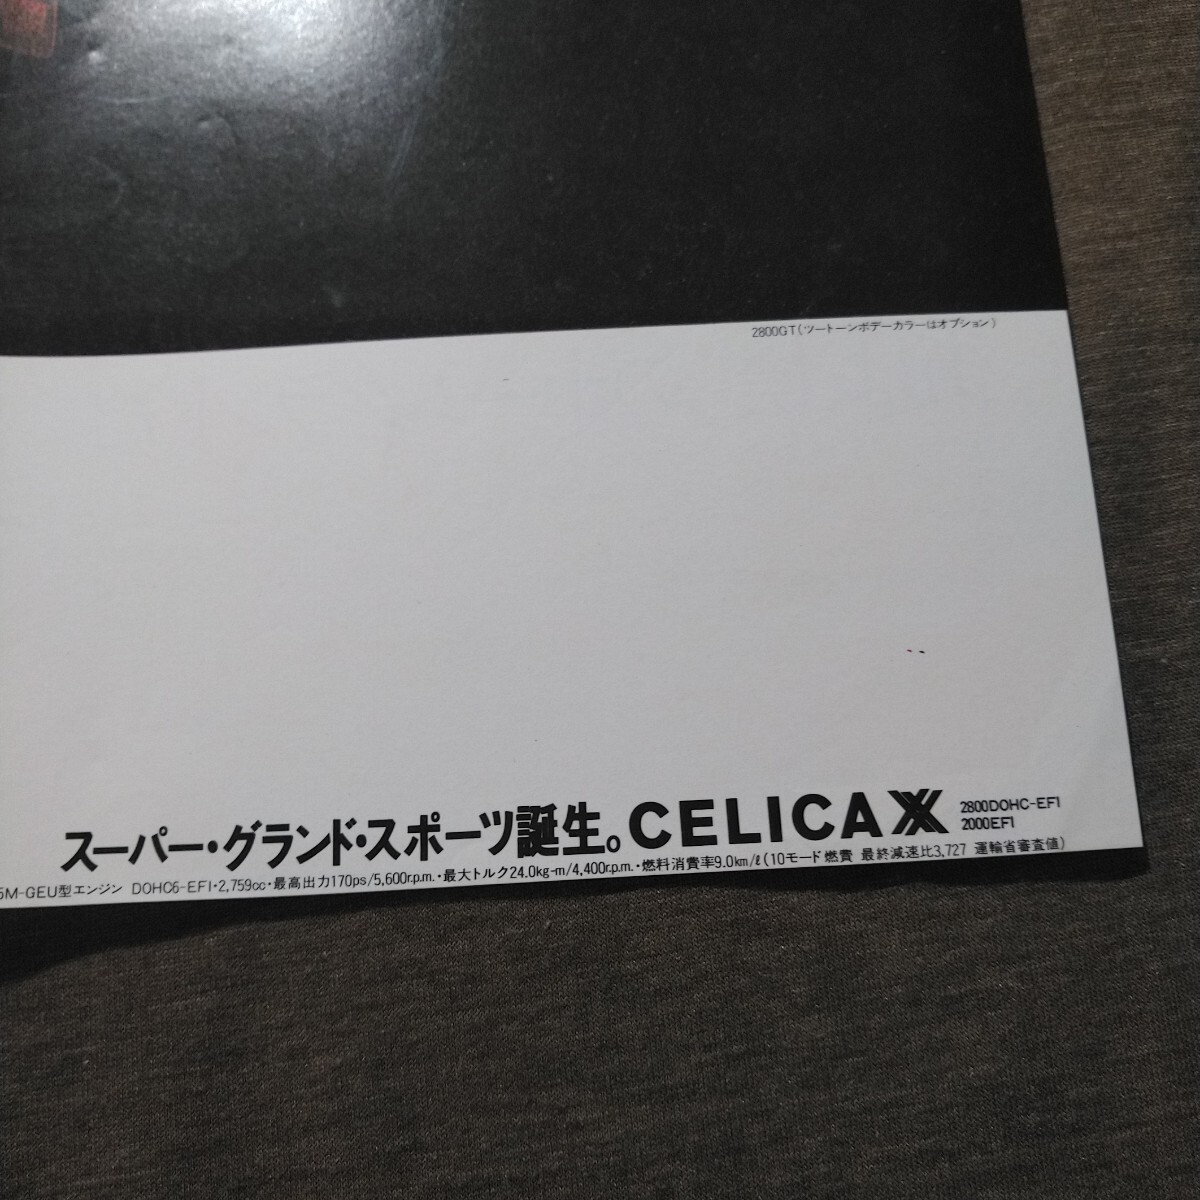 2800GT(ツートーンボデーカラーはオプション)
スーパー・グランド・スポーツ誕生。CELICA XX 2800DOHC-EFI
2000EFI
5M-GEU型エンジン DOHC6-EFI・2,759cc・最高出力170ps/5,600r.p.m.・最大トルク24.0kg-m/4,400r.p.m.・燃料消費率9.0km/ℓ(10モード燃費 最終減速比3,727 運輸省審査値)